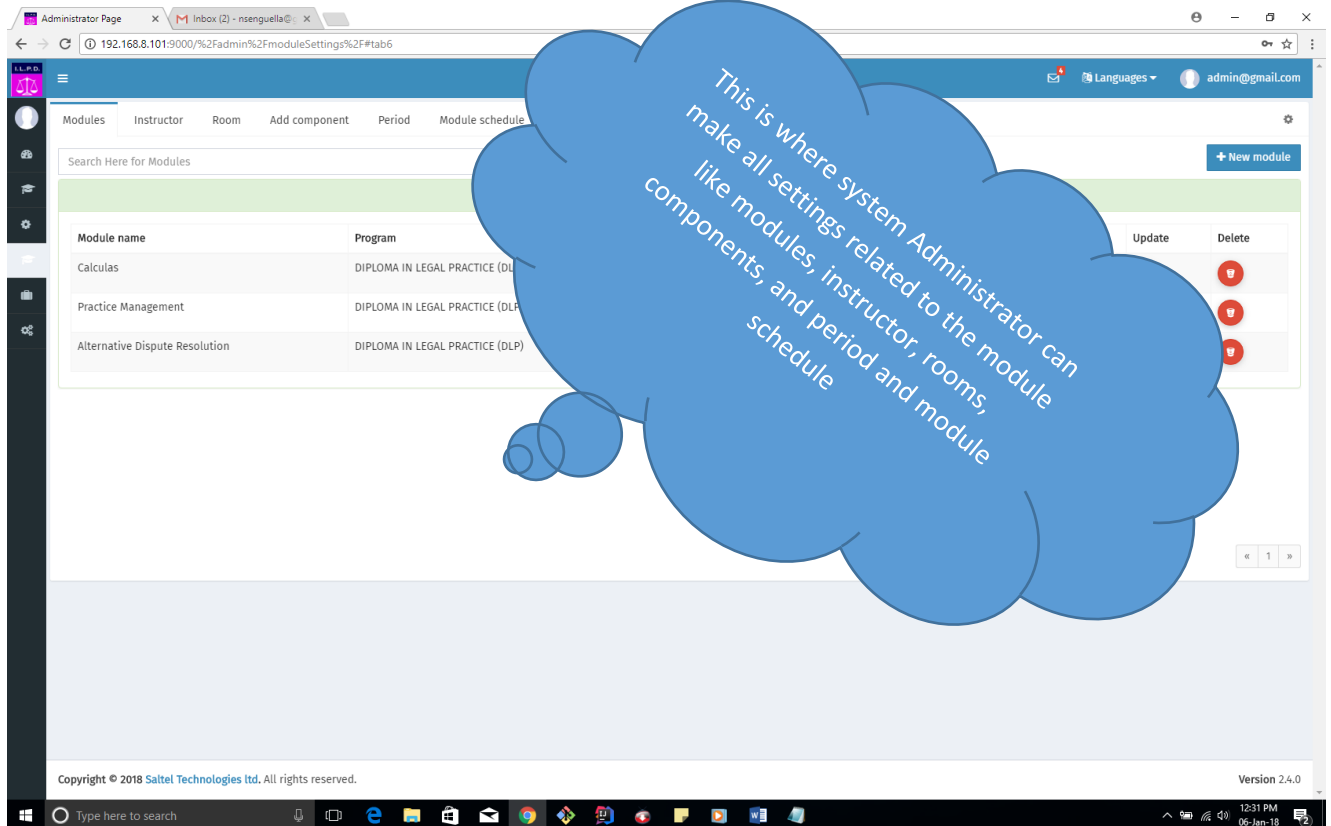 Administrator Page
Inbox (2) - nsenguella@g
192.168.8.101:9000/%2Fadmin%2FmoduleSettings%2F#tab6
I.L.P.D.
4
Languages
admin@gmail.com
Modules Instructor Room Add component Period Module schedule
Search Here for Modules
+ New module
Module name Program Update Delete
Calculas DIPLOMA IN LEGAL PRACTICE (DL
Practice Management DIPLOMA IN LEGAL PRACTICE (DLP
Alternative Dispute Resolution DIPLOMA IN LEGAL PRACTICE (DLP)
This is where system Administrator can
make all settings related to the module
like modules, instructor, rooms,
components, and period and module
schedule
« 1 »
Copyright © 2018 Saltel Technologies ltd. All rights reserved.
Version 2.4.0
Type here to search
12:31 PM
06-Jan-18
2